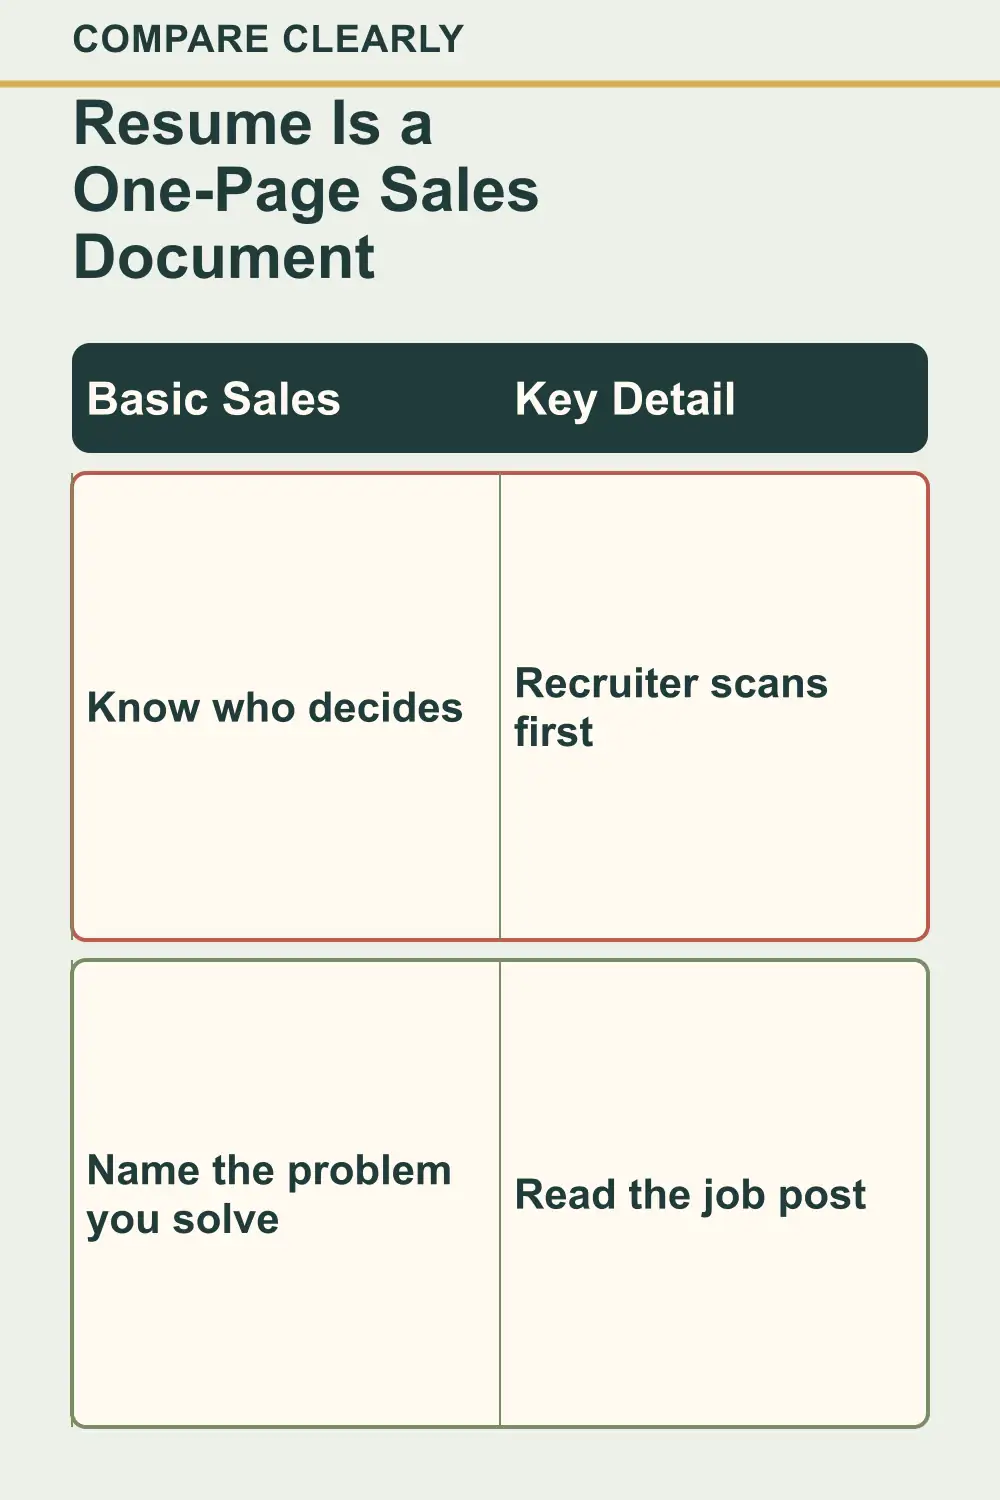 COMPARE CLEARLY
Resume Is a
One-Page Sales
Document
Basic Sales
Key Detail
Know who decides
Recruiter scans
first
Name the problem
you solve
Read the job post